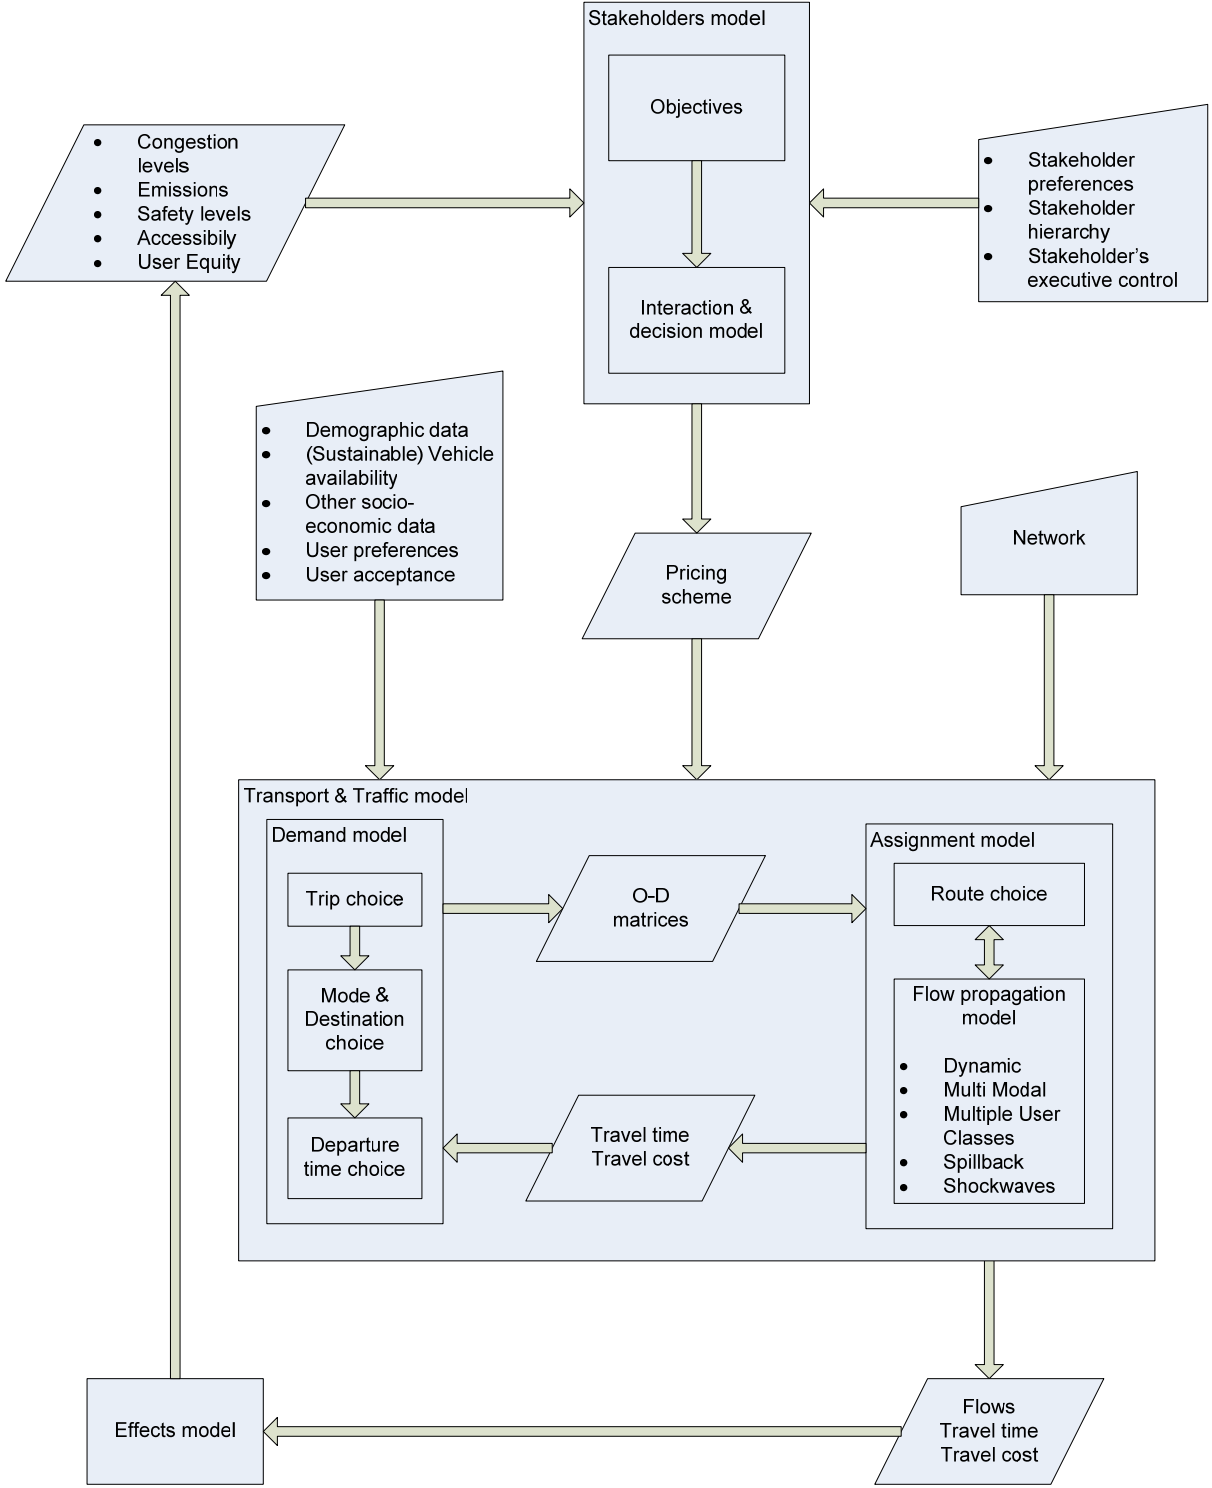 Stakeholders model
Objectives
Interaction &
decision model
• Congestion
levels
• Emissions
• Safety levels
• Accessibily
• User Equity
• Stakeholder
preferences
• Stakeholder
hierarchy
• Stakeholder's
executive control
• Demographic data
• (Sustainable) Vehicle
availability
• Other socio-
economic data
• User preferences
• User acceptance
Pricing
scheme
Network
Transport & Traffic model
Demand model
Trip choice
Mode &
Destination
choice
Departure
time choice
O-D
matrices
Travel time
Travel cost
Assignment model
Route choice
Flow propagation
model
• Dynamic
• Multi Modal
• Multiple User
Classes
• Spillback
• Shockwaves
Effects model
Flows
Travel time
Travel cost